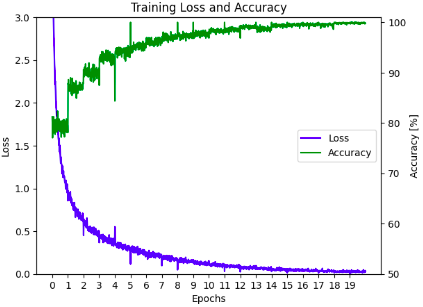 Training Loss and Accuracy
3.0
2.5
2.0
1.5
1.0
0.5
0.0
Loss
100
90
80
70
60
50
Accuracy [%]
Loss
Accuracy
0 1 2 3 4 5 6 7 8 9 10 11 12 13 14 15 16 17 18 19
Epochs